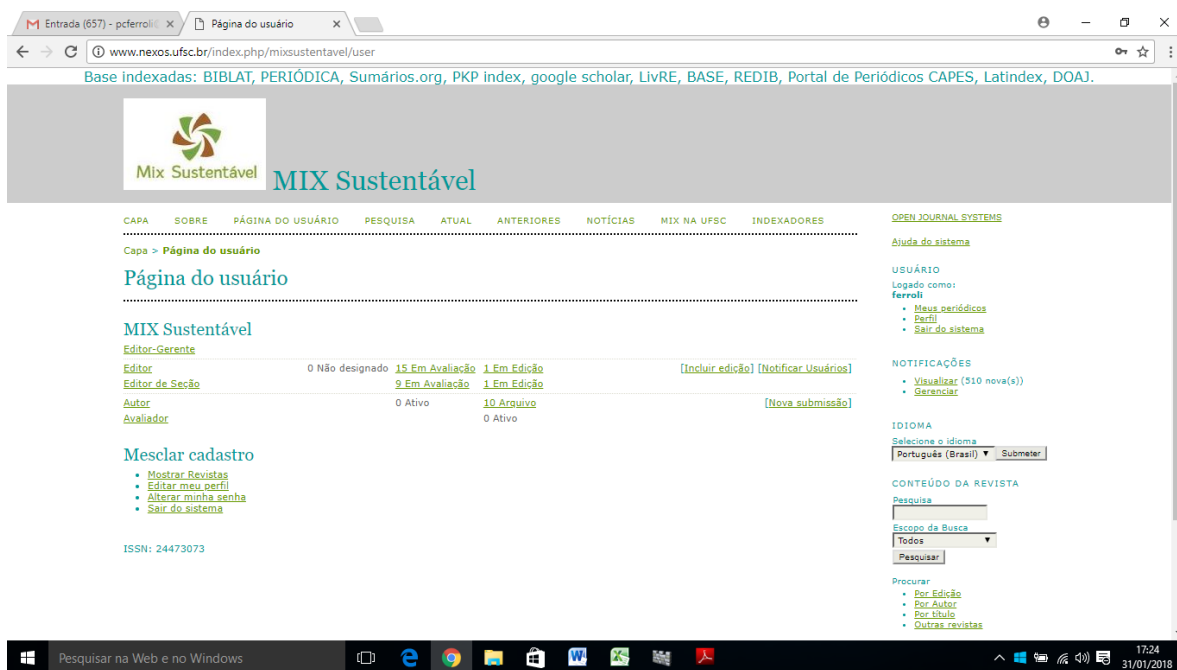 Entrada (657) - pcferroli@
Página do usuário
www.nexos.ufsc.br/index.php/mixsustentavel/user
Base indexadas: BIBLAT, PERIÓDICA, Sumários.org, PKP index, google scholar, LivRE, BASE, REDIB, Portal de Periódicos CAPES, Latindex, DOAJ.
Mix Sustentável
MIX Sustentável
CAPA SOBRE PÁGINA DO USUÁRIO PESQUISA ATUAL ANTERIORES NOTÍCIAS MIX NA UFSC INDEXADORES
Capa > Página do usuário
Página do usuário
MIX Sustentável
Editor-Gerente
Editor 0 Não designado 15 Em Avaliação 1 Em Edição [Incluir edição] [Notificar Usuários]
Editor de Seção 9 Em Avaliação 1 Em Edição
Autor 0 Ativo 10 Arquivo [Nova submissão]
Avaliador 0 Ativo
Mesclar cadastro
Mostrar Revistas
Editar meu perfil
Alterar minha senha
Sair do sistema
ISSN: 24473073
OPEN JOURNAL SYSTEMS
Ajuda do sistema
USUÁRIO
Logado como:
ferroli
Meus periódicos
Perfil
Sair do sistema
NOTIFICAÇÕES
Visualizar (510 nova(s))
Gerenciar
IDIOMA
Selecione o idioma
Português (Brasil) Submeter
CONTEÚDO DA REVISTA
Pesquisa
Escopo da Busca
Todos
Pesquisar
Procurar
Por Edição
Por Autor
Por título
Outras revistas
Pesquisar na Web e no Windows
17:24
31/01/2018